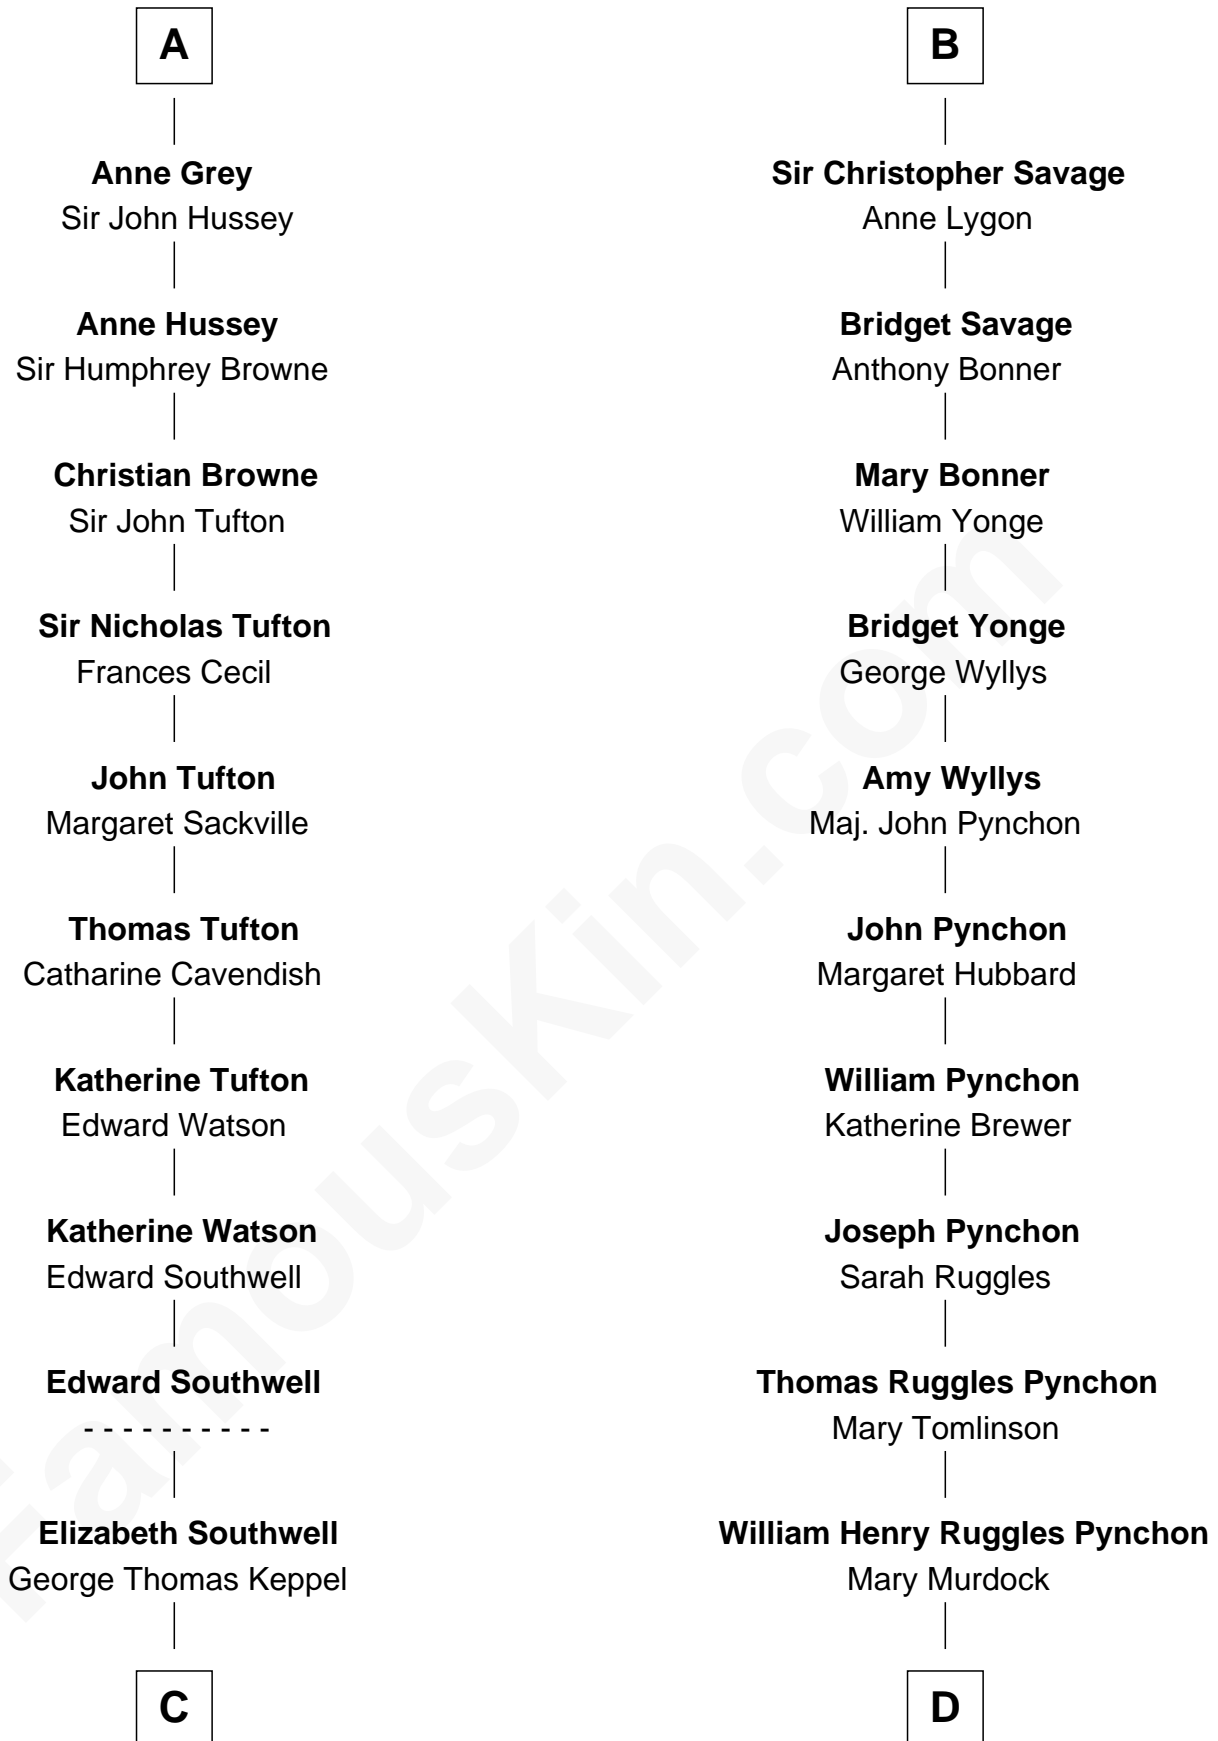 A
Anne Grey
Sir John Hussey
Anne Hussey
Sir Humphrey Browne
Christian Browne
Sir John Tufton
Sir Nicholas Tufton
Frances Cecil
John Tufton
Margaret Sackville
Thomas Tufton
Catharine Cavendish
Katherine Tufton
Edward Watson
Katherine Watson
Edward Southwell
Edward Southwell
- - - - - - - - - -
Elizabeth Southwell
George Thomas Keppel
C
B
Sir Christopher Savage
Anne Lygon
Bridget Savage
Anthony Bonner
Mary Bonner
William Yonge
Bridget Yonge
George Wyllys
Amy Wyllys
Maj. John Pynchon
John Pynchon
Margaret Hubbard
William Pynchon
Katherine Brewer
Joseph Pynchon
Sarah Ruggles
Thomas Ruggles Pynchon
Mary Tomlinson
William Henry Ruggles Pynchon
Mary Murdock
D
FamousKin.com